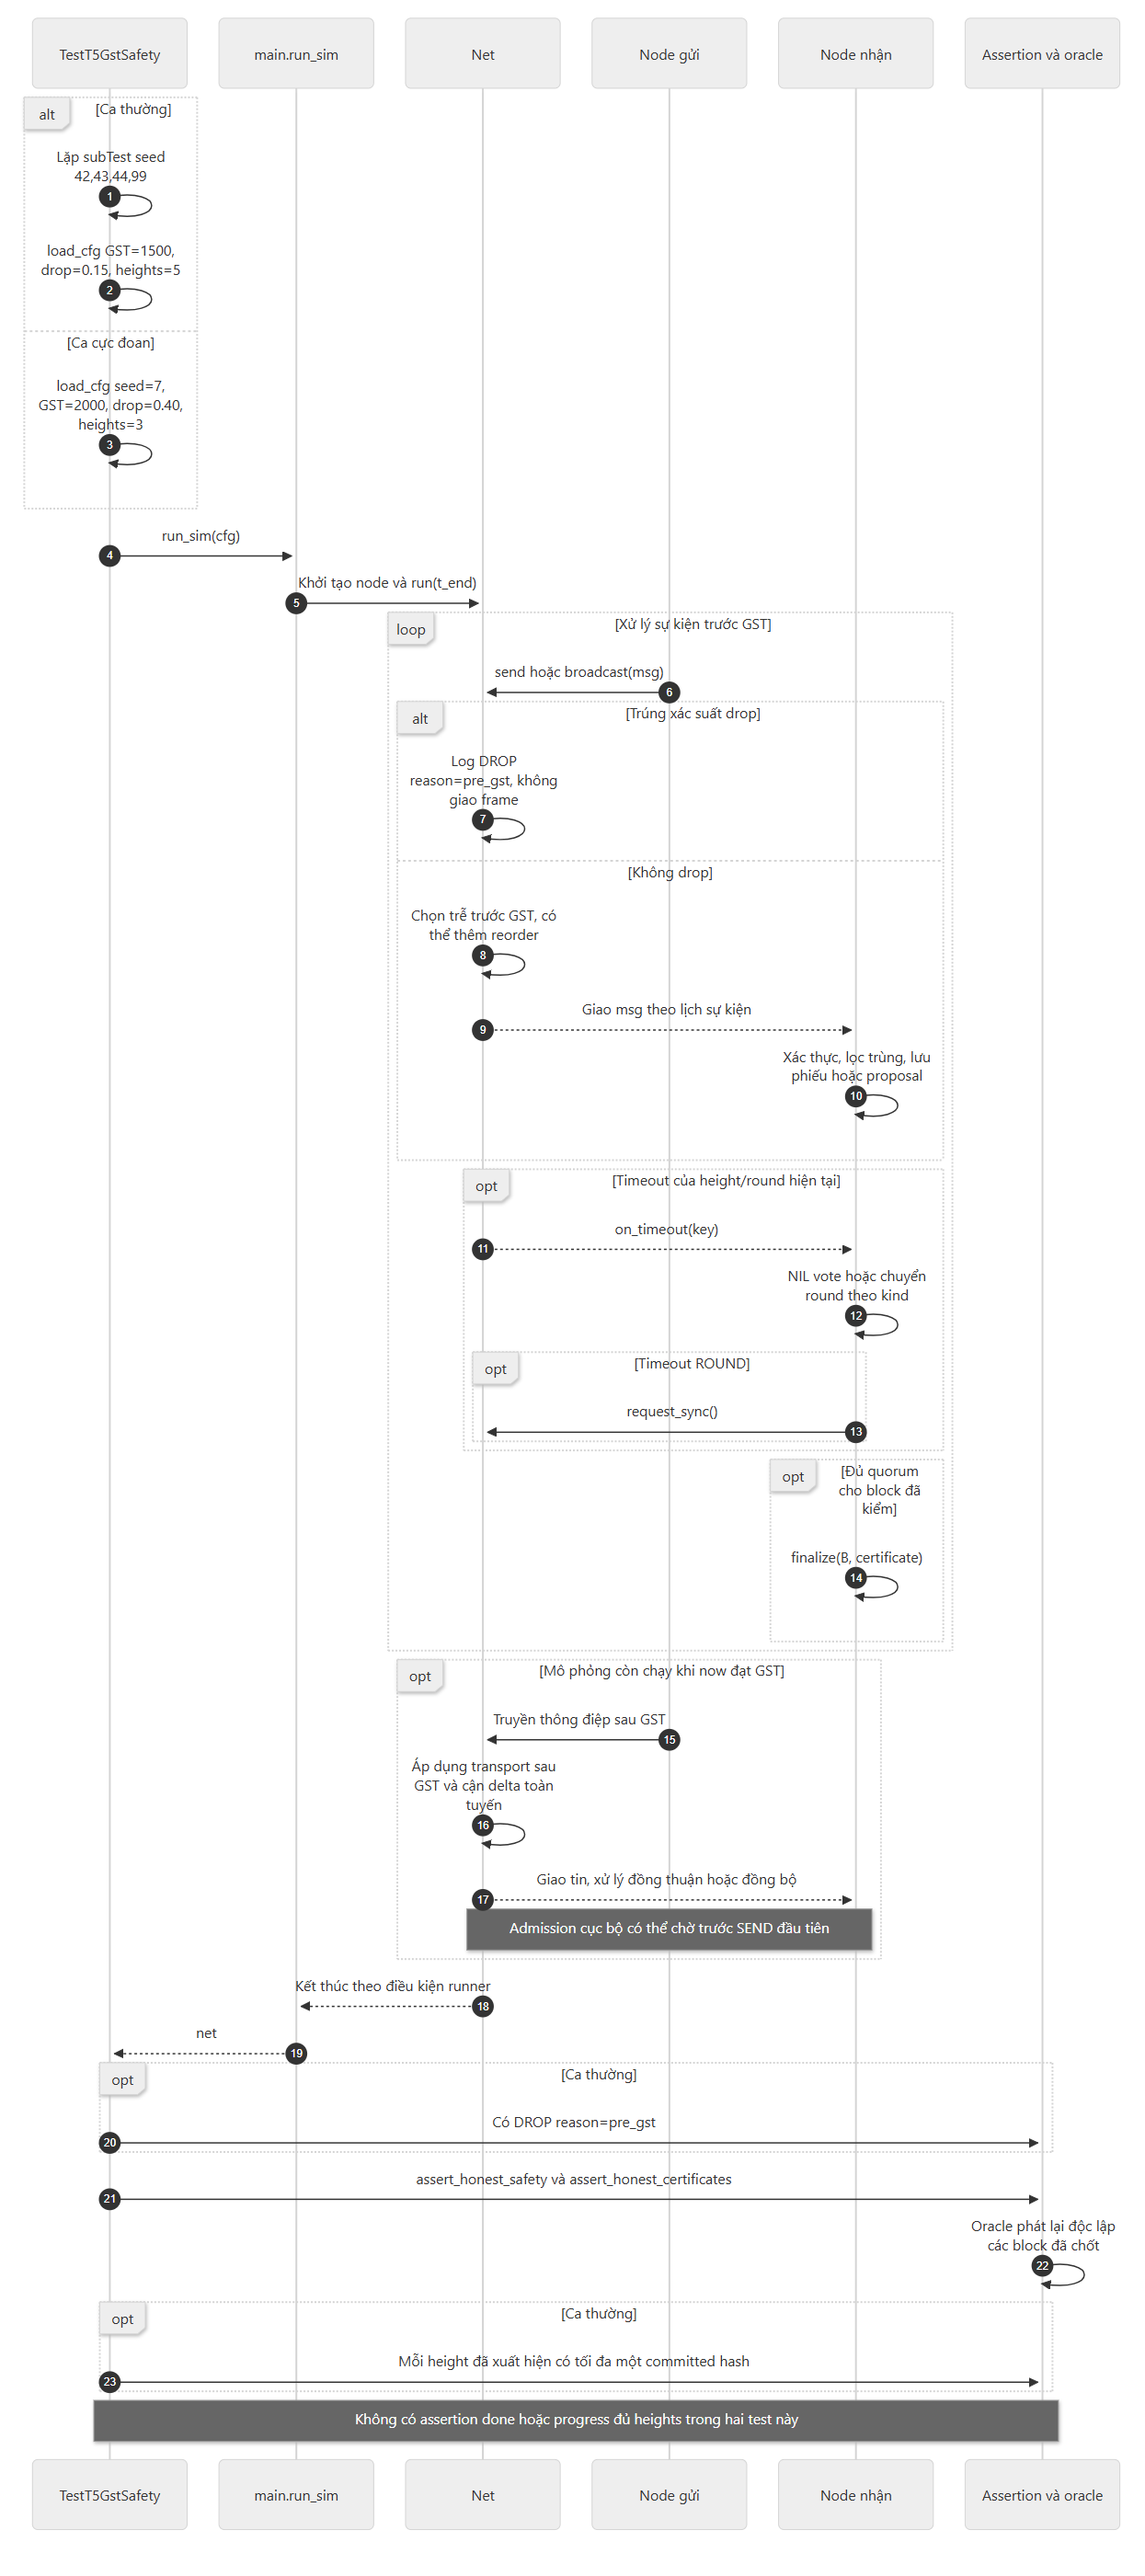 TestT5GstSafety
main.run_sim
Net
Node gửi
Node nhận
Assertion và oracle
alt
[Ca thường]
Lặp subTest seed
42,43,44,99
1
load_cfg GST=1500,
drop=0.15, heights=5
2
[Ca cực đoan]
load_cfg seed=7,
GST=2000, drop=0.40,
heights=3
3
run_sim(cfg)
4
Khởi tạo node và run(t_end)
5
loop
[Xử lý sự kiện trước GST]
send hoặc broadcast(msg)
6
alt
[Trúng xác suất drop]
Log DROP
reason=pre_gst, không
giao frame
7
[Không drop]
Chọn trễ trước GST, có
thể thêm reorder
8
Giao msg theo lịch sự kiện
9
Xác thực, lọc trùng, lưu
phiếu hoặc proposal
10
opt
[Timeout của height/round hiện tại]
on_timeout(key)
11
NIL vote hoặc chuyển
round theo kind
12
opt
[Timeout ROUND]
request_sync()
13
opt
[Đủ quorum
cho block đã
kiểm]
finalize(B, certificate)
14
opt
[Mô phỏng còn chạy khi now đạt GST]
Truyền thông điệp sau GST
15
Áp dụng transport sau
GST và cận delta toàn
tuyến
16
Giao tin, xử lý đồng thuận hoặc đồng bộ
17
Admission cục bộ có thể chờ trước SEND đầu tiên
Kết thúc theo điều kiện runner
18
net
19
opt
[Ca thường]
Có DROP reason=pre_gst
20
assert_honest_safety và assert_honest_certificates
21
Oracle phát lại độc lập
các block đã chốt
22
opt
[Ca thường]
Mỗi height đã xuất hiện có tối đa một committed hash
23
Không có assertion done hoặc progress đủ heights trong hai test này
TestT5GstSafety
main.run_sim
Net
Node gửi
Node nhận
Assertion và oracle